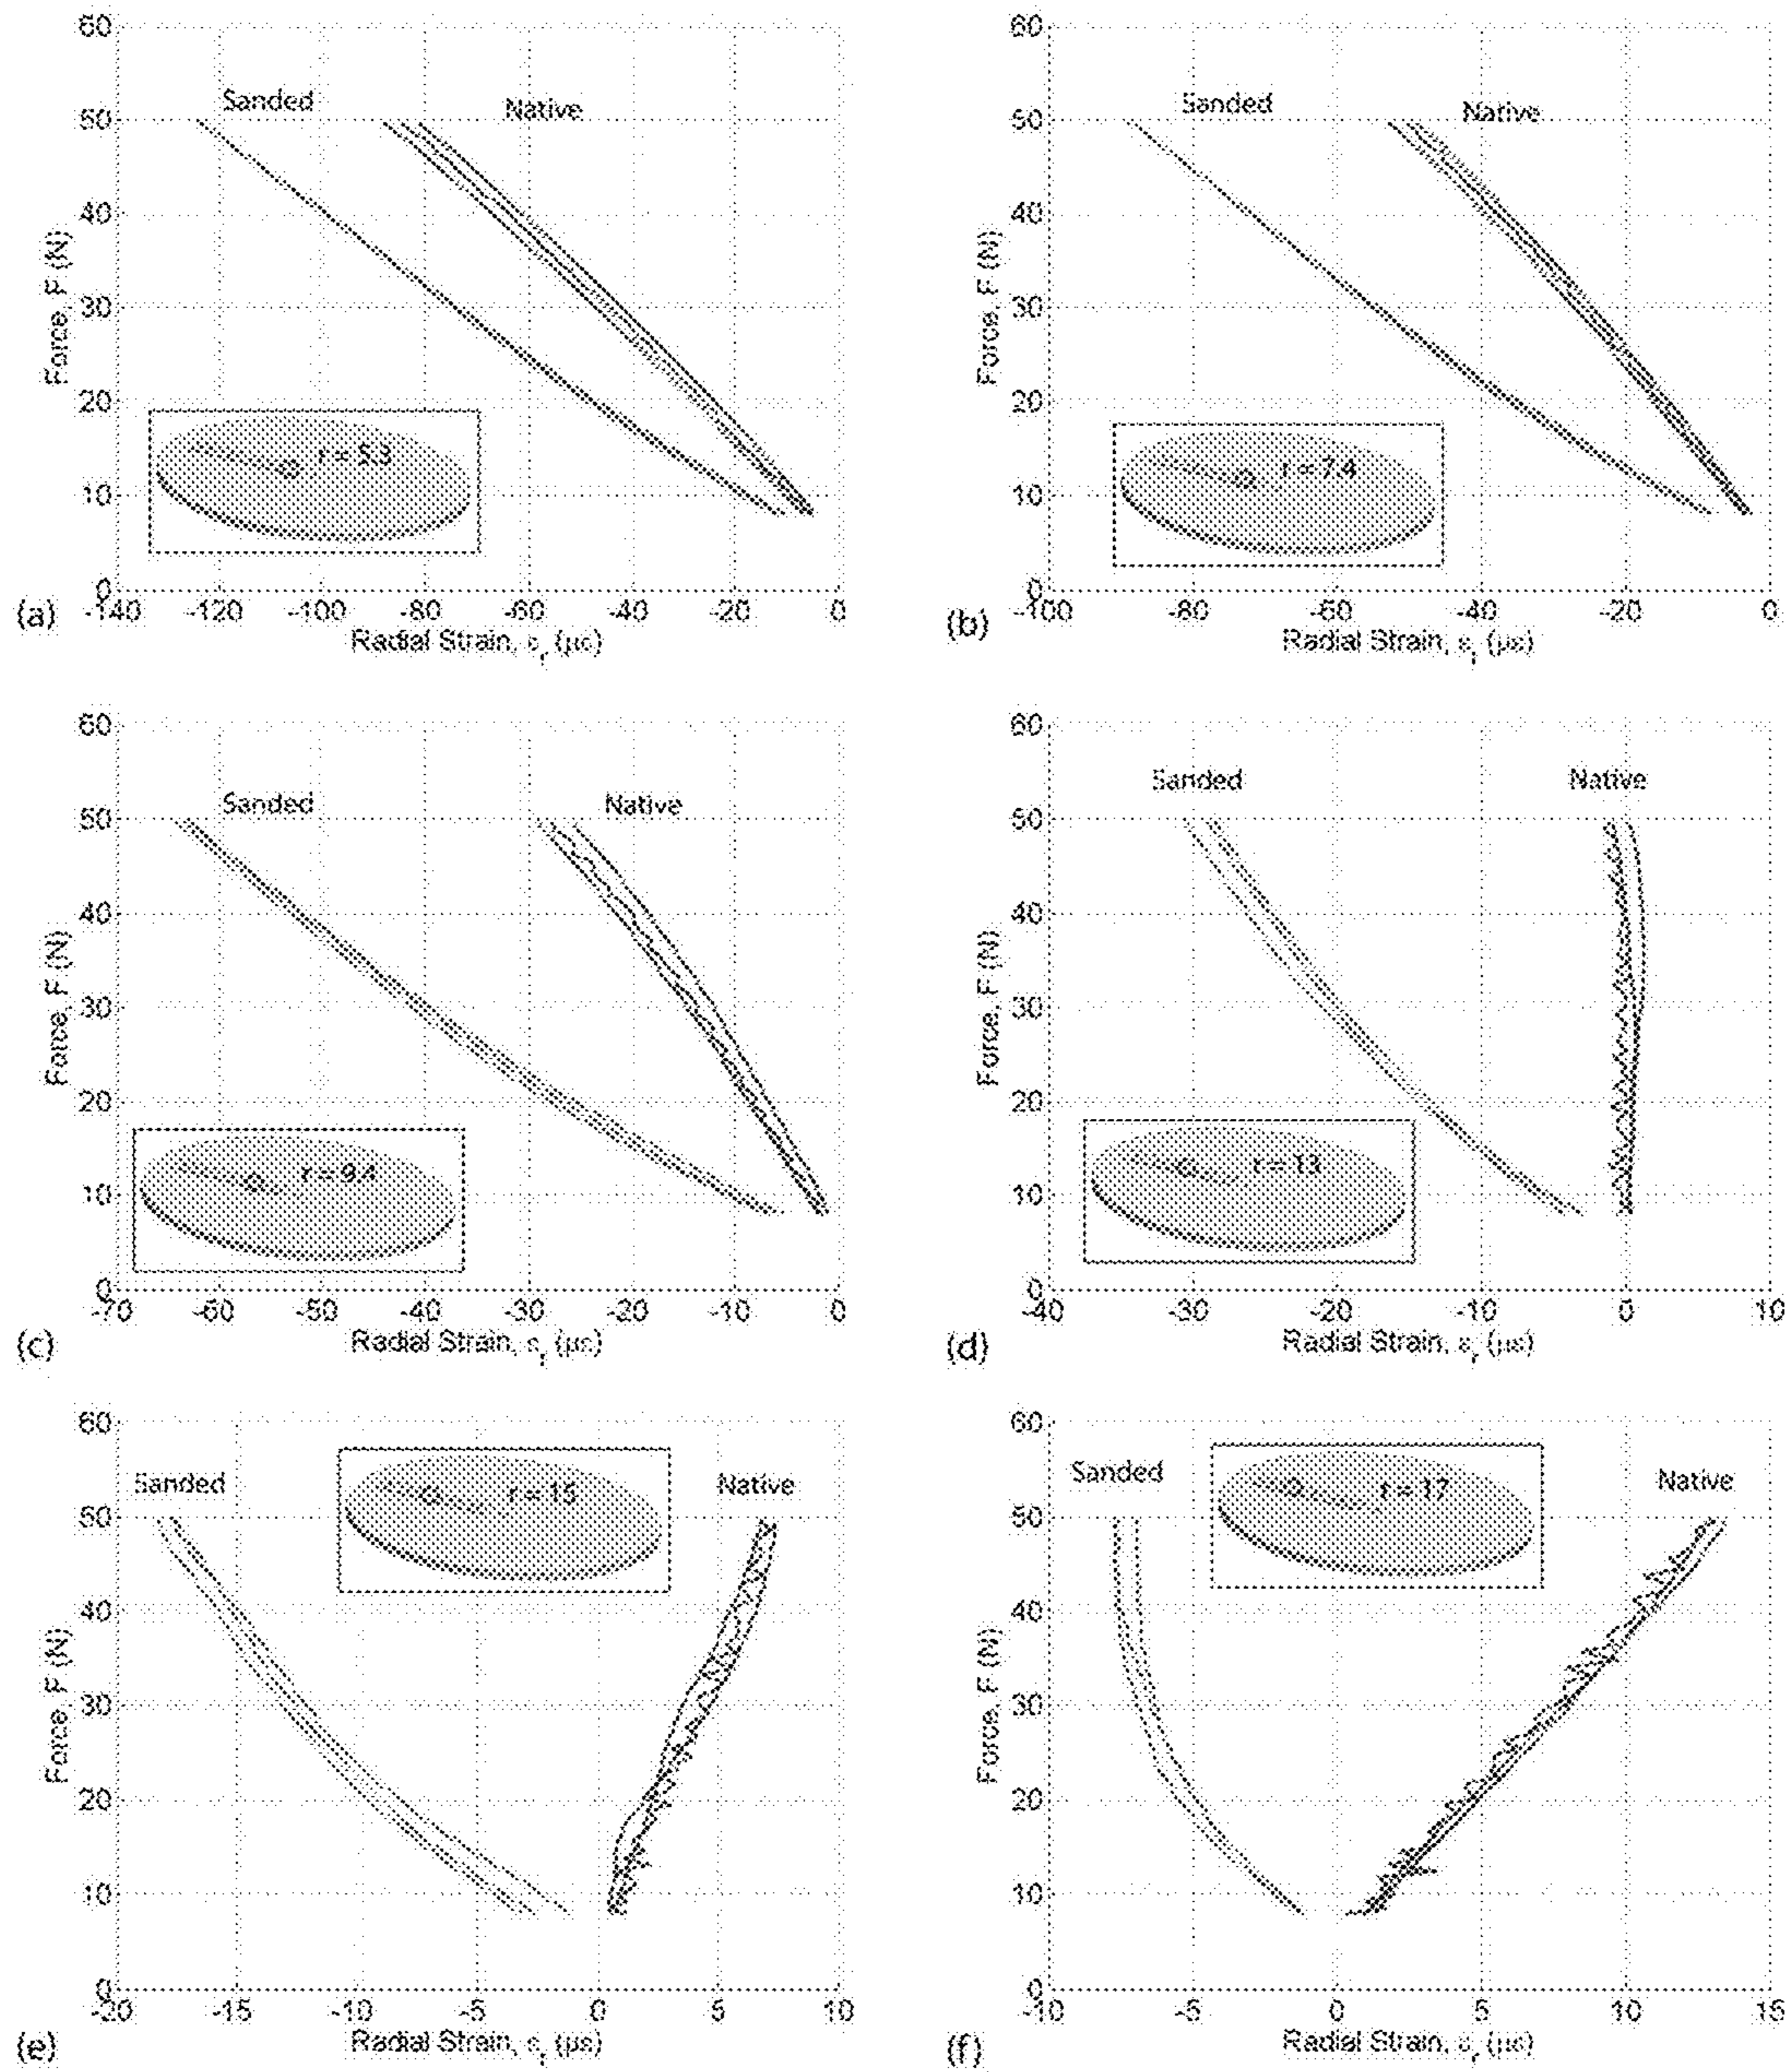 60
50
40
30
20
10
0
-140 -120 -100 -80 -60 -40 -20 0
Force, F (N)
Radial Strain, εr (με)
Sanded
Native
r = 5.3
(a)
60
50
40
30
20
10
0
-100 -80 -60 -40 -20 0
Force, F (N)
Radial Strain, εr (με)
Sanded
Native
r = 7.4
(b)
60
50
40
30
20
10
0
-70 -60 -50 -40 -30 -20 -10 0
Force, F (N)
Radial Strain, εr (με)
Sanded
Native
r = 9.4
(c)
60
50
40
30
20
10
0
-40 -30 -20 -10 0 10
Force, F (N)
Radial Strain, εr (με)
Sanded
Native
r = 13
(d)
60
50
40
30
20
10
0
-20 -15 -10 -5 0 5 10
Force, F (N)
Radial Strain, εr (με)
Sanded
Native
r = 15
(e)
60
50
40
30
20
10
0
-10 -5 0 5 10 15
Force, F (N)
Radial Strain, εr (με)
Sanded
Native
r = 17
(f)